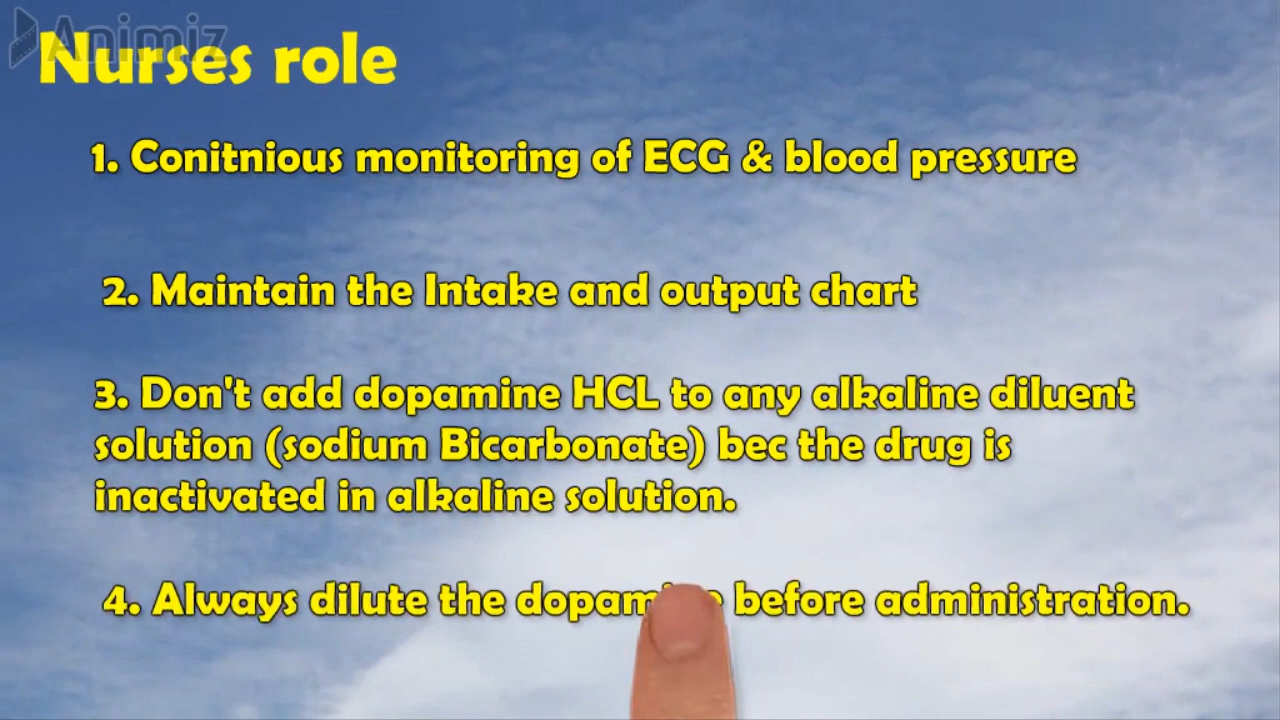 Animiz
Nurses role
1. Conitnious monitoring of ECG & blood pressure
2. Maintain the Intake and output chart
3. Don't add dopamine HCL to any alkaline diluent
solution (sodium Bicarbonate) bec the drug is
inactivated in alkaline solution.
4. Always dilute the dopamine before administration.